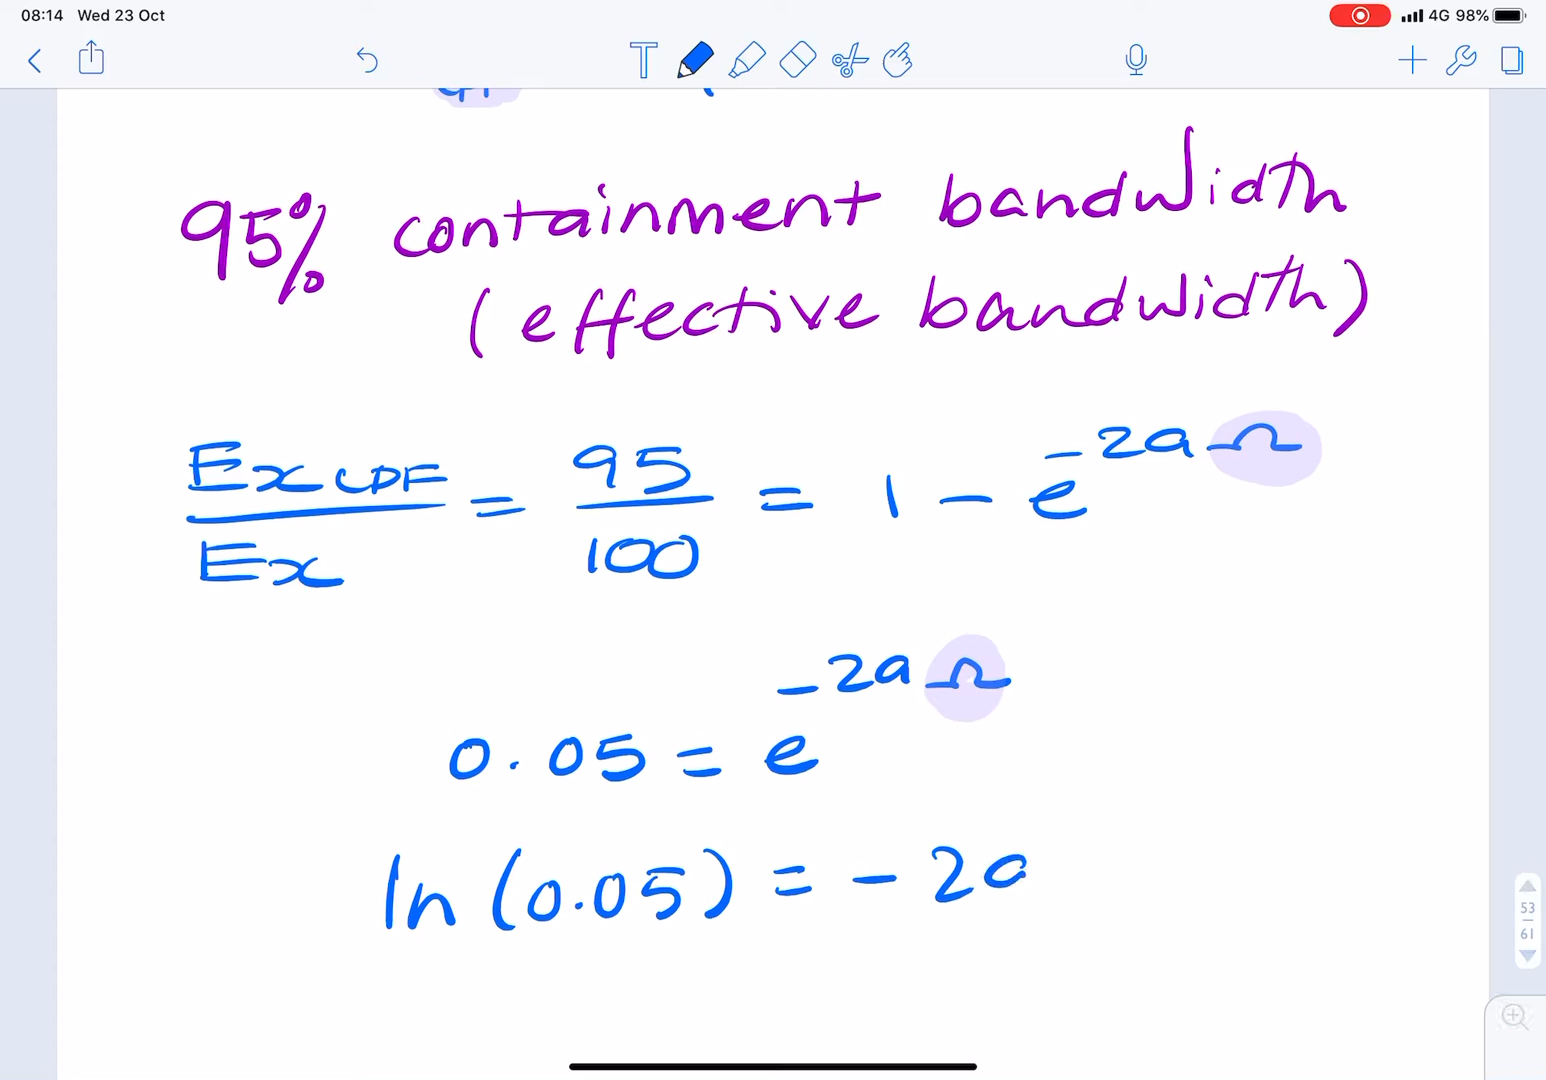 08:14 Wed 23 Oct 4G 98%
T
95% containment bandwidth
(effective bandwidth)
Ex LPF / Ex = 95 / 100 = 1 - e^-2aΩ
0.05 = e^-2aΩ
ln (0.05) = - 2a
53
61